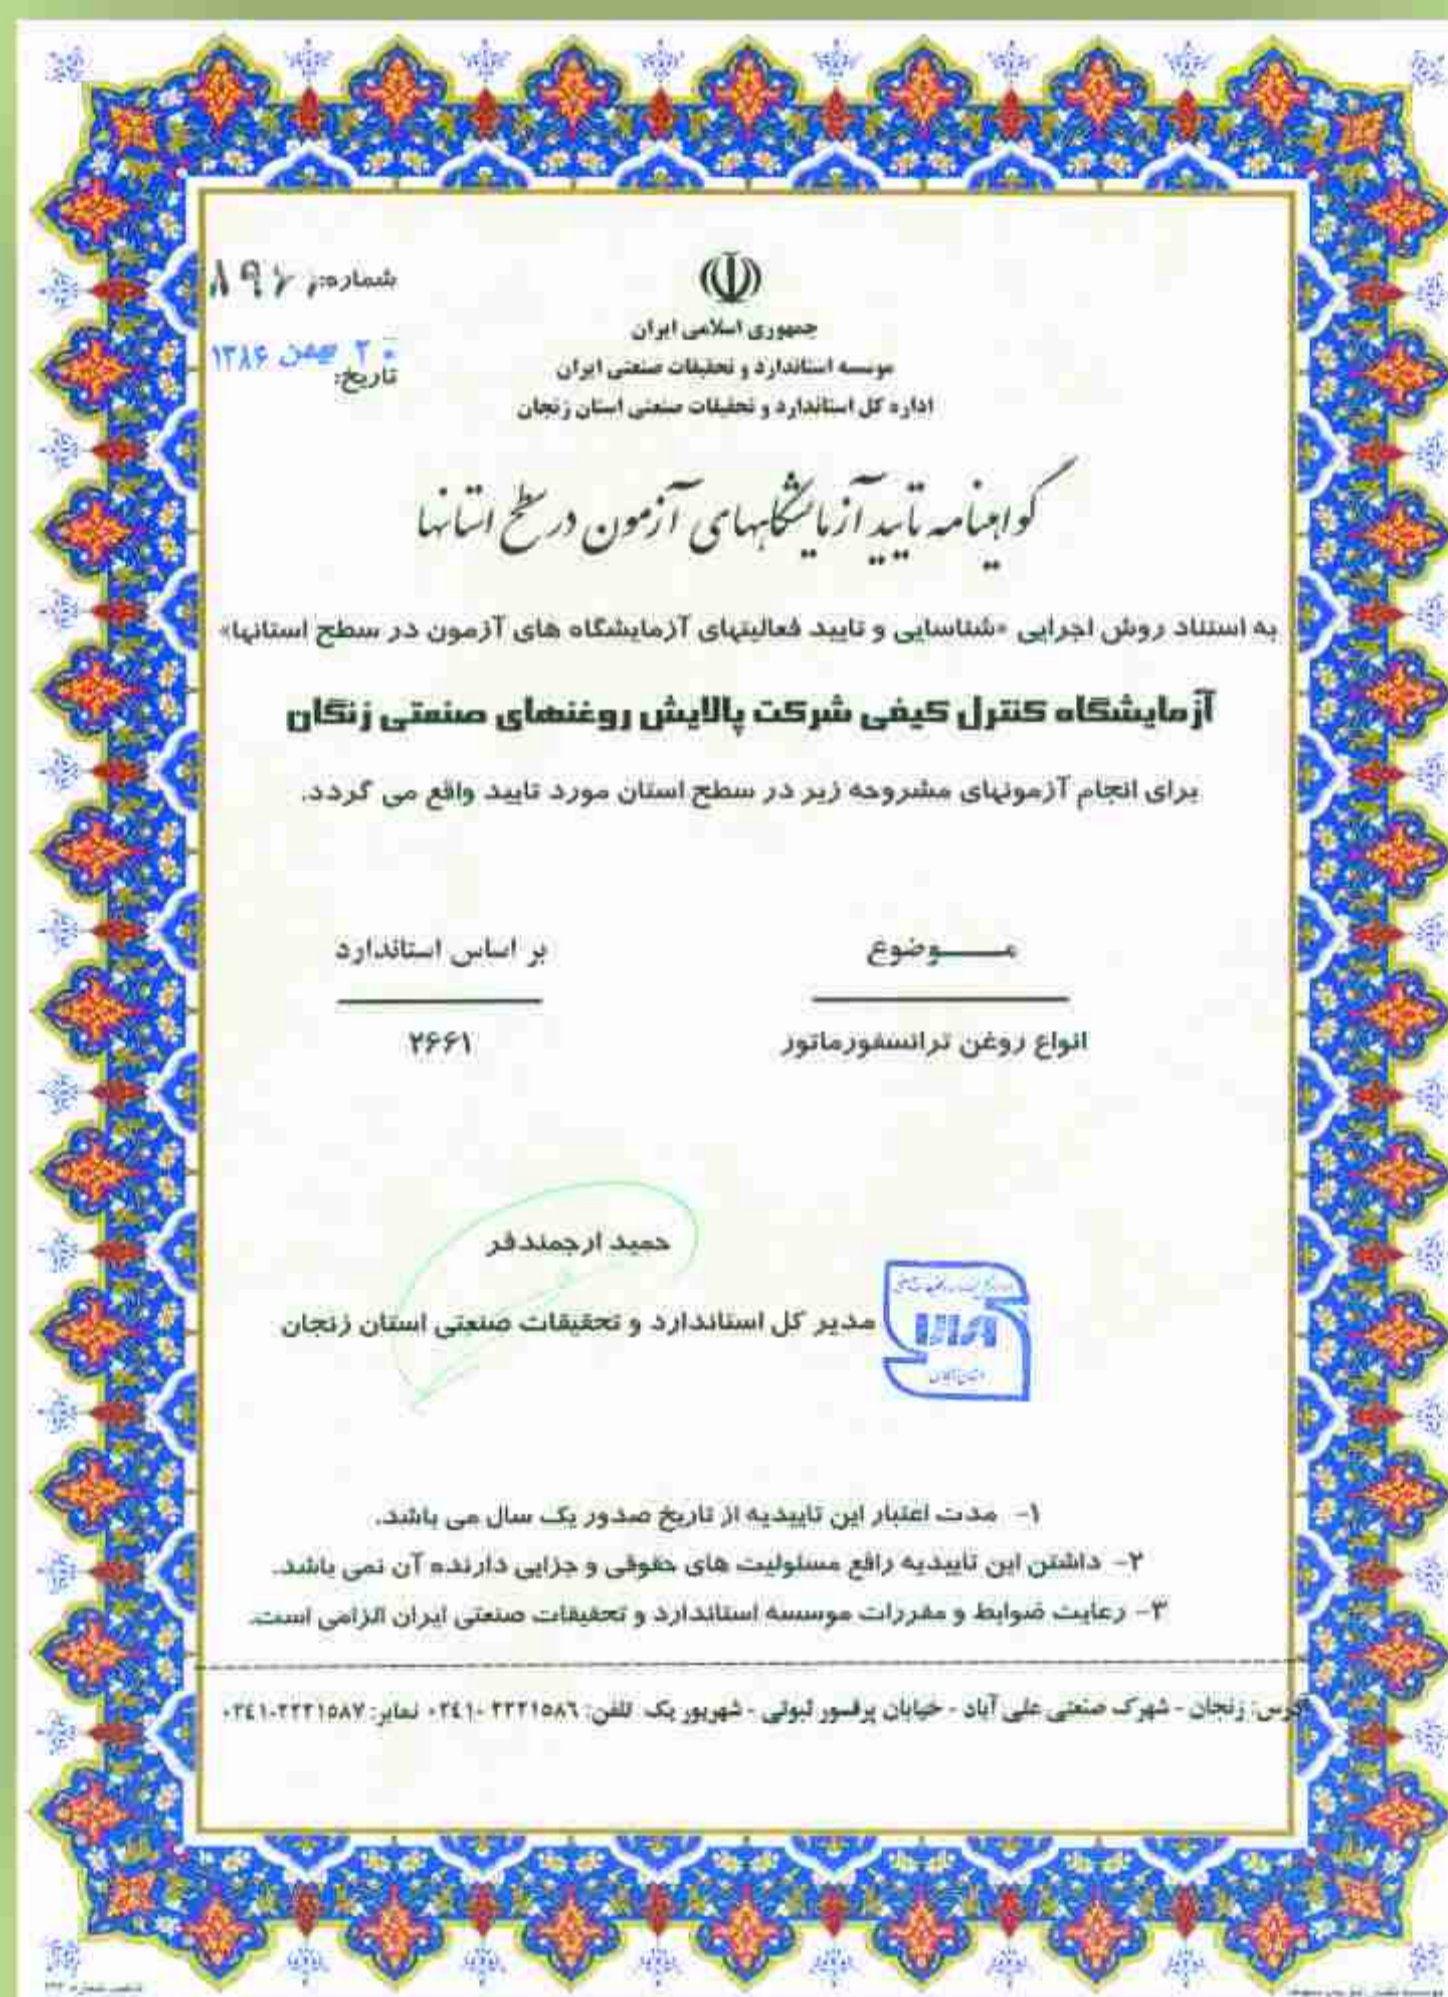 شماره:
۲۰ بهمن ۱۳۸۶
تاریخ:
جمهوری اسلامی ایران
موسسه استاندارد و تحقیقات صنعتی ایران
اداره کل استاندارد و تحقیقات صنعتی استان زنجان
گواهینامه تایید آزمایشگاههای آزمون در سطح استانها
به استناد روش اجرایی «شناسایی و تایید فعالیتهای آزمایشگاه های آزمون در سطح استانها»
آزمایشگاه کنترل کیفی شرکت پالایش روغنهای صنعتی زنگان
برای انجام آزمونهای مشروحه زیر در سطح استان مورد تایید واقع می گردد.
موضوع
بر اساس استاندارد
انواع روغن ترانسفورماتور
۲۶۶۱
حمید ارجمندفر
مدیر کل استاندارد و تحقیقات صنعتی استان زنجان
۱- مدت اعتبار این تاییدیه از تاریخ صدور یک سال می باشد.
۲- داشتن این تاییدیه رافع مسئولیت های حقوقی و جزایی دارنده آن نمی باشد.
۳- رعایت ضوابط و مقررات موسسه استاندارد و تحقیقات صنعتی ایران الزامی است.
آدرس: زنجان - شهرک صنعتی علی آباد - خیابان پرفسور ثبوتی - شهریور یک تلفن: ۲۲۲۱۵۸۶-۰۲۴۱ نمابر: ۲۲۲۱۵۸۷-۰۲۴۱